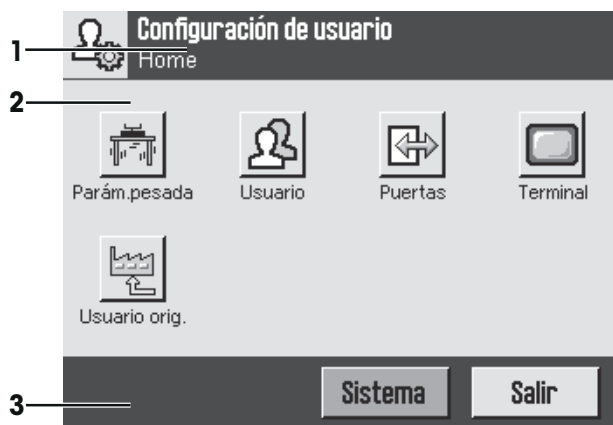 Configuración de usuario
1
Home
2
Parám.pesada Usuario Puertas Terminal
Usuario orig.
3
Sistema Salir